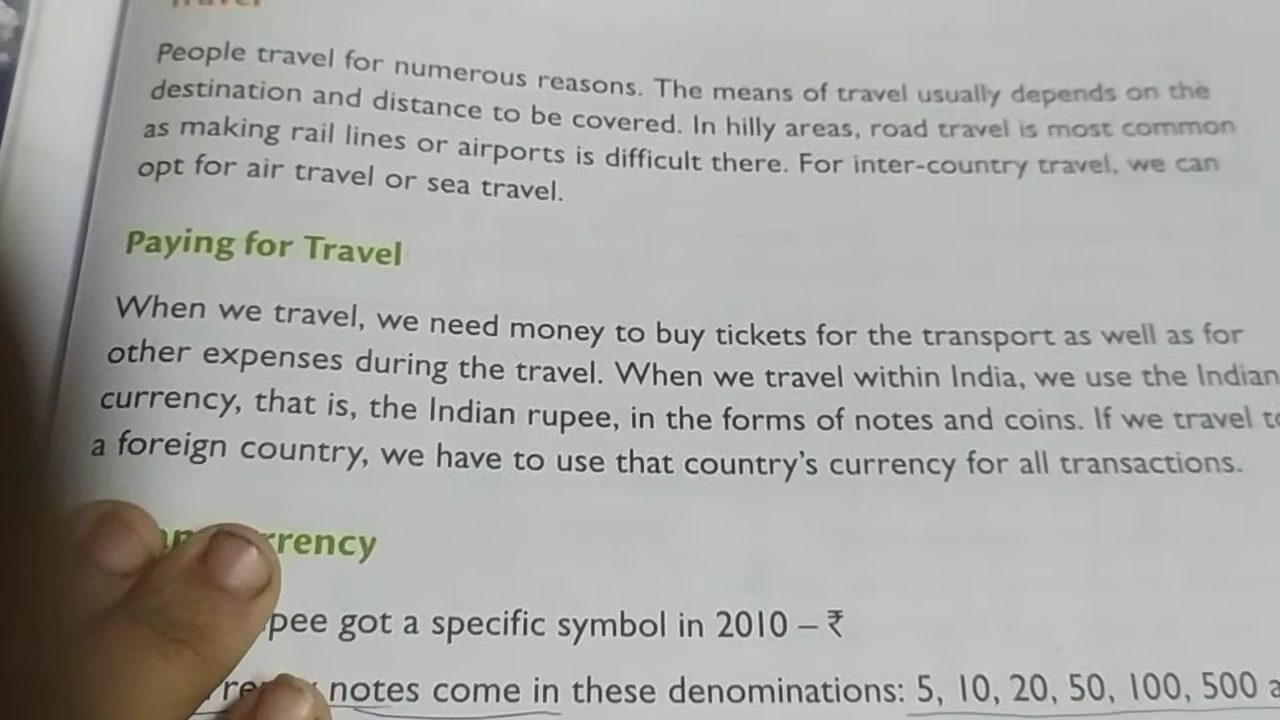 Travel
People travel for numerous reasons. The means of travel usually depends on the
destination and distance to be covered. In hilly areas, road travel is most common
as making rail lines or airports is difficult there. For inter-country travel, we can
opt for air travel or sea travel.
Paying for Travel
When we travel, we need money to buy tickets for the transport as well as for
other expenses during the travel. When we travel within India, we use the Indian
currency, that is, the Indian rupee, in the forms of notes and coins. If we travel to
a foreign country, we have to use that country's currency for all transactions.
got a specific symbol in 2010 – ₹
notes come in these denominations: 5, 10, 20, 50, 100, 500